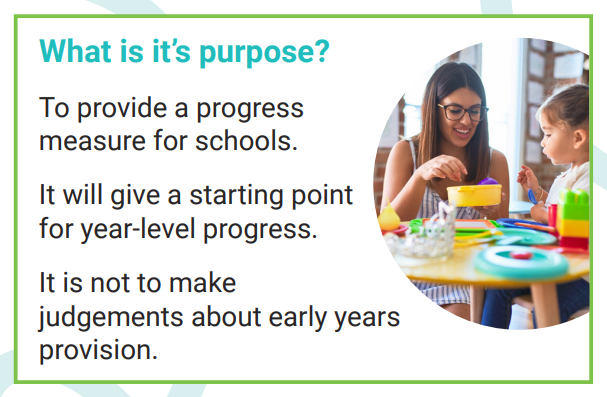 What is it’s purpose?
To provide a progress
measure for schools.
It will give a starting point
for year-level progress.
It is not to make
judgements about early years
provision.